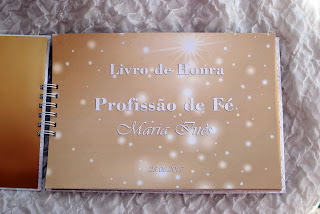 Livro de Honra
Profissão de Fé
Maria Inês